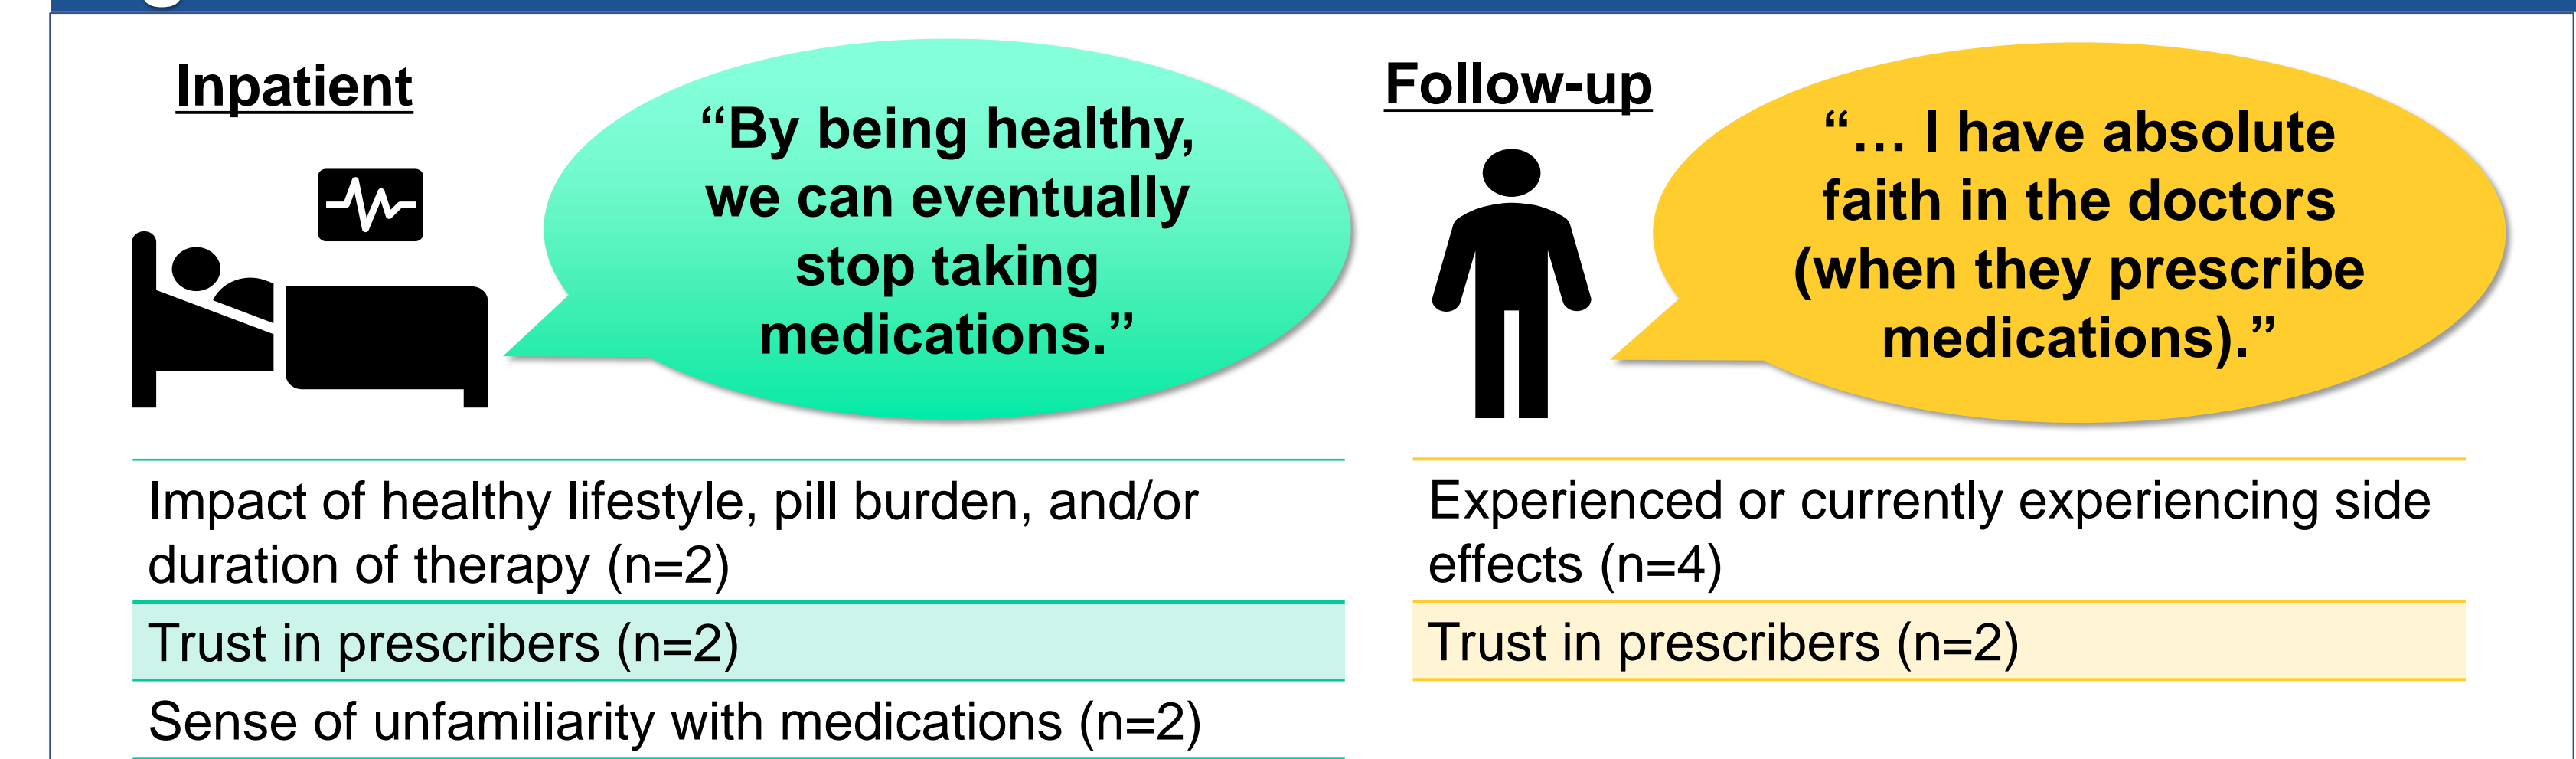 Inpatient
“By being healthy,
we can eventually
stop taking
medications.”
Impact of healthy lifestyle, pill burden, and/or
duration of therapy (n=2)
Trust in prescribers (n=2)
Sense of unfamiliarity with medications (n=2)
Follow-up
“… I have absolute
faith in the doctors
(when they prescribe
medications).”
Experienced or currently experiencing side
effects (n=4)
Trust in prescribers (n=2)